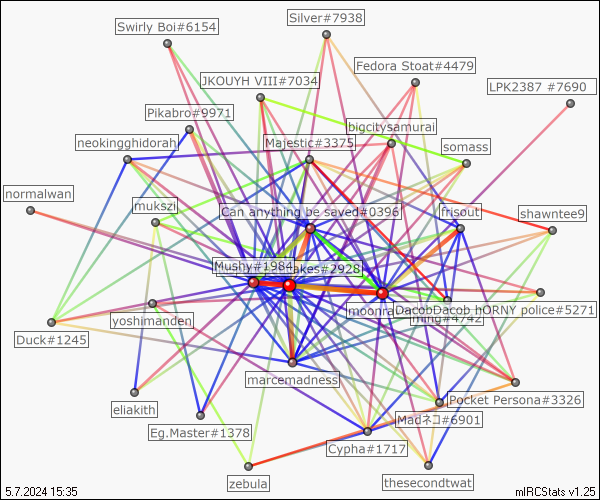 Silver#7938
Swirly Boi#6154
Fedora Stoat#4479
JKOUYH VIII#7034
LPK2387 #7690
Pikabro#9971
bigcitysamurai
neokingghidorah
Majestic#3375
somass
normalwan
mukszi
Can anything be saved#0396
frisout
shawntee9
Mushy#1984
akes#2928
moonra
DacobDacob
hORNY police#5271
ming#4742
yoshimanden
Duck#1245
marcemadness
eliakith
Pocket Persona#3326
Madネコ#6901
Eg.Master#1378
Cypha#1717
zebula
thesecondtwat
5.7.2024 15:35
mIRCStats v1.25